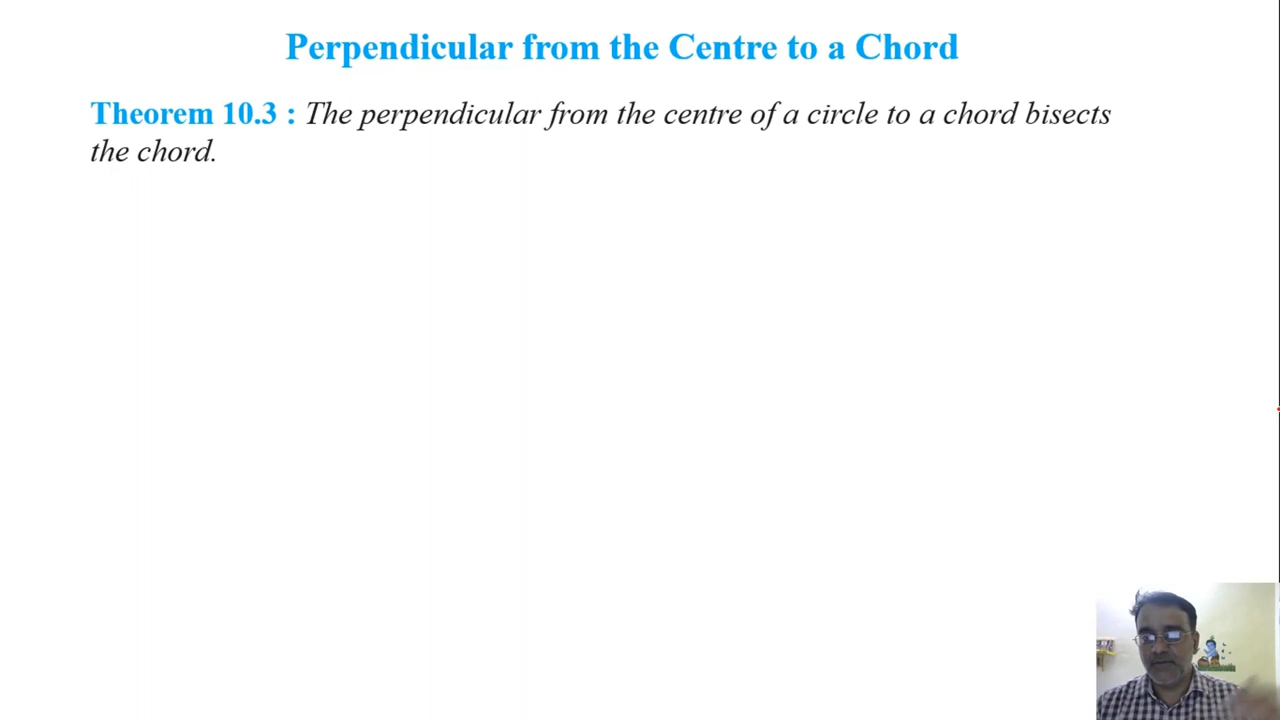 Perpendicular from the Centre to a Chord
Theorem 10.3 : The perpendicular from the centre of a circle to a chord bisects
the chord.